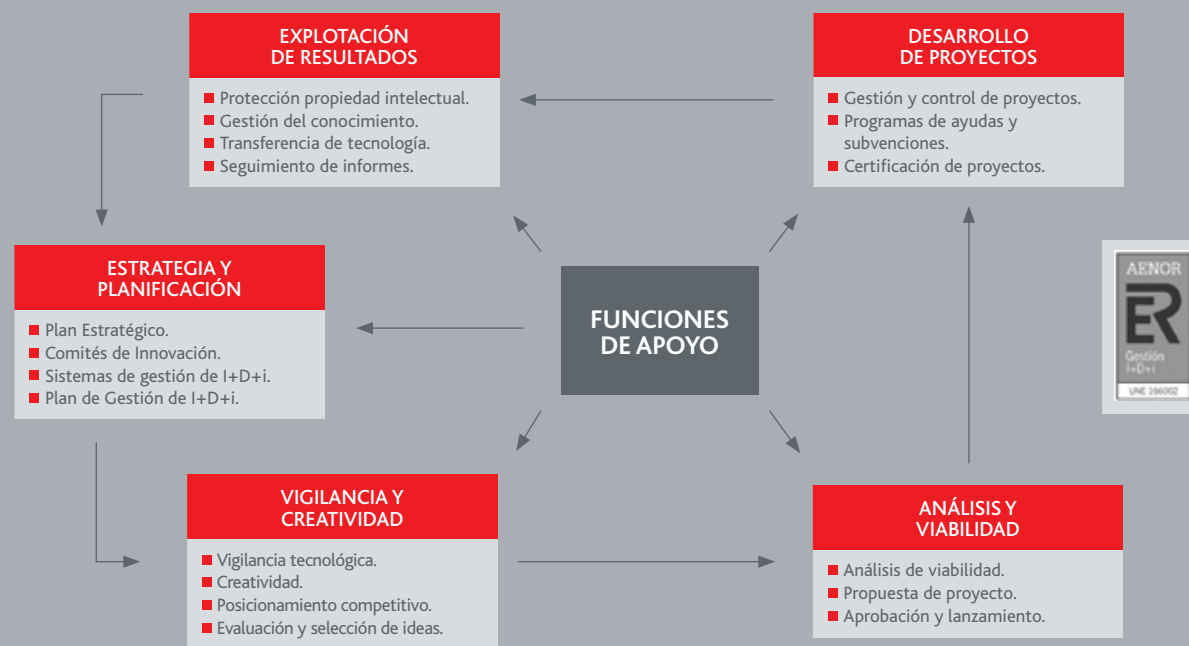 EXPLOTACIÓN
DE RESULTADOS
Protección propiedad intelectual.
Gestión del conocimiento.
Transferencia de tecnología.
Seguimiento de informes.
DESARROLLO
DE PROYECTOS
Gestión y control de proyectos.
Programas de ayudas y
subvenciones.
Certificación de proyectos.
ESTRATEGIA Y
PLANIFICACIÓN
Plan Estratégico.
Comités de Innovación.
Sistemas de gestión de I+D+i.
Plan de Gestión de I+D+i.
FUNCIONES
DE APOYO
AENOR
ER
Gestión
I+D+i
UNE 166002
VIGILANCIA Y
CREATIVIDAD
Vigilancia tecnológica.
Creatividad.
Posicionamiento competitivo.
Evaluación y selección de ideas.
ANÁLISIS Y
VIABILIDAD
Análisis de viabilidad.
Propuesta de proyecto.
Aprobación y lanzamiento.